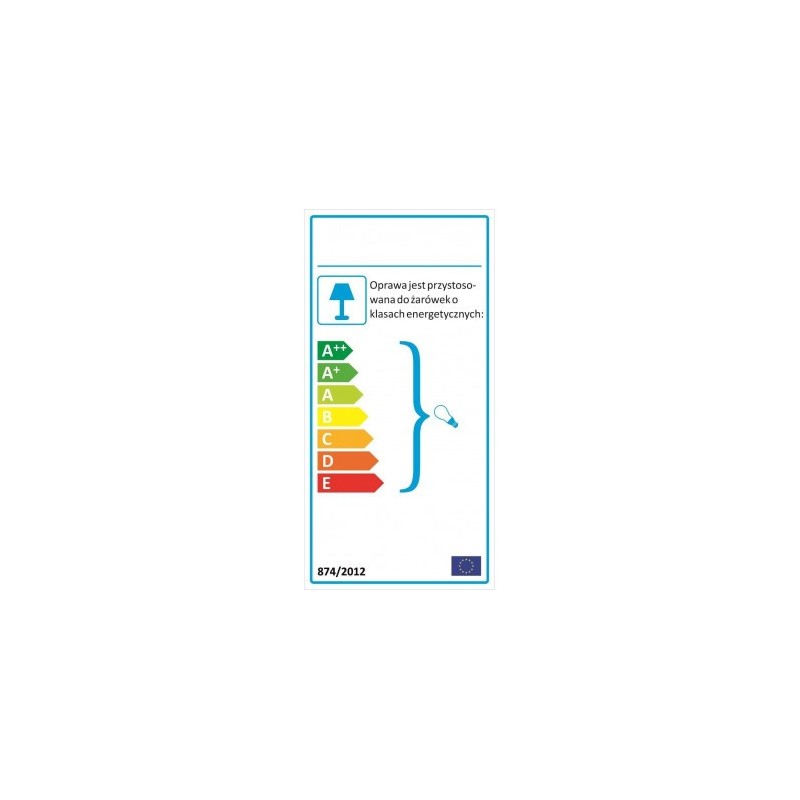 Oprawa jest przystoso-
wana do żarówek o
klasach energetycznych:
A++
A+
A
B
C
D
E
874/2012